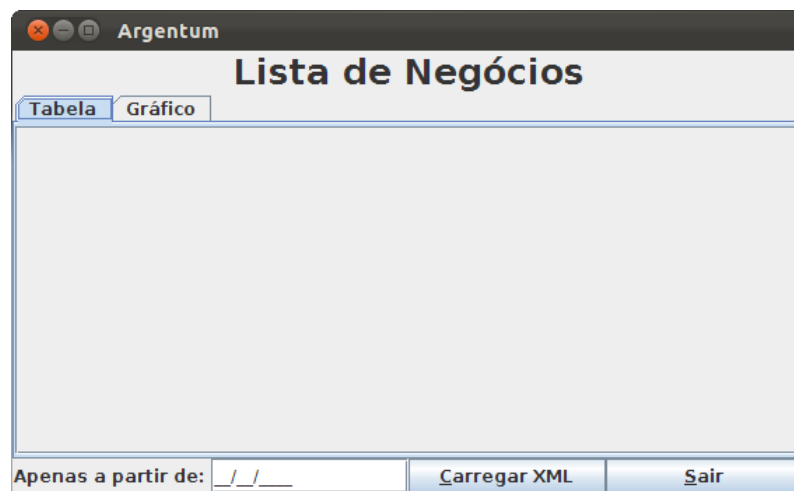 Argentum
Lista de Negócios
Tabela Gráfico
Apenas a partir de: __/__/____ Carregar XML Sair